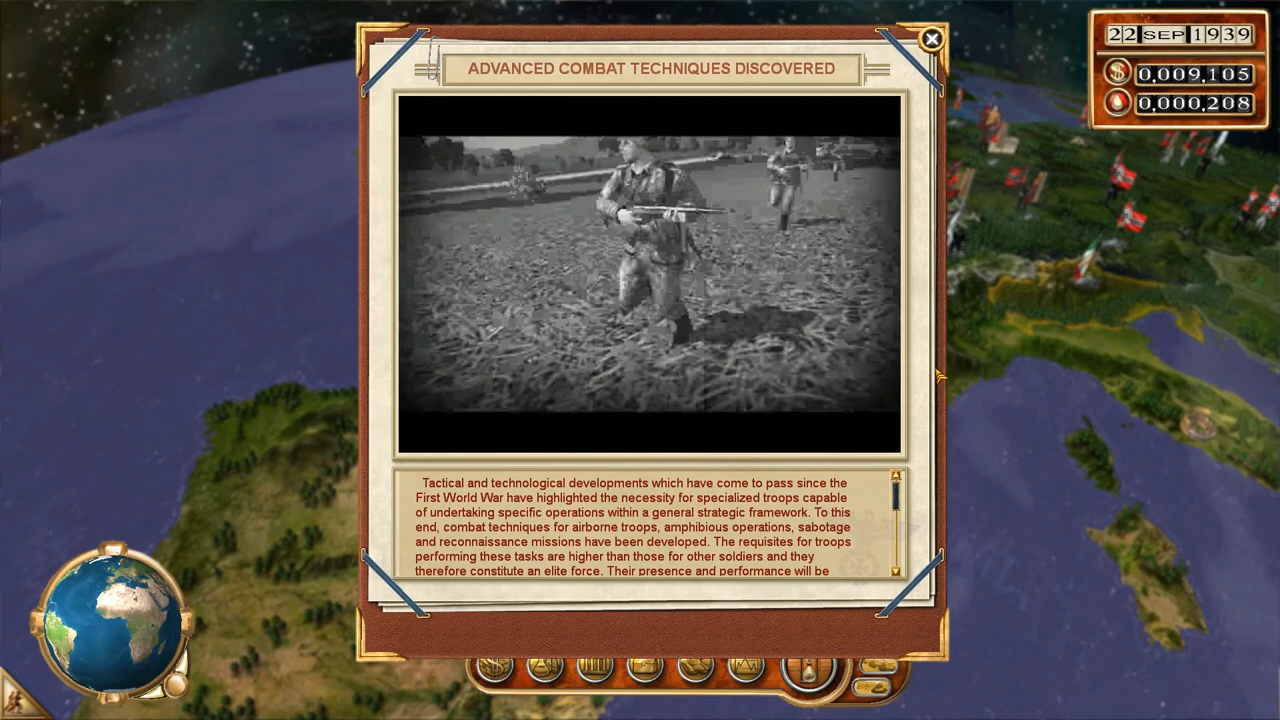 22 SEP 1939
0,009,105
0,000,208
ADVANCED COMBAT TECHNIQUES DISCOVERED
Tactical and technological developments which have come to pass since the
First World War have highlighted the necessity for specialized troops capable
of undertaking specific operations within a general strategic framework. To this
end, combat techniques for airborne troops, amphibious operations, sabotage
and reconnaissance missions have been developed. The requisites for troops
performing these tasks are higher than those for other soldiers and they
therefore constitute an elite force. Their presence and performance will be